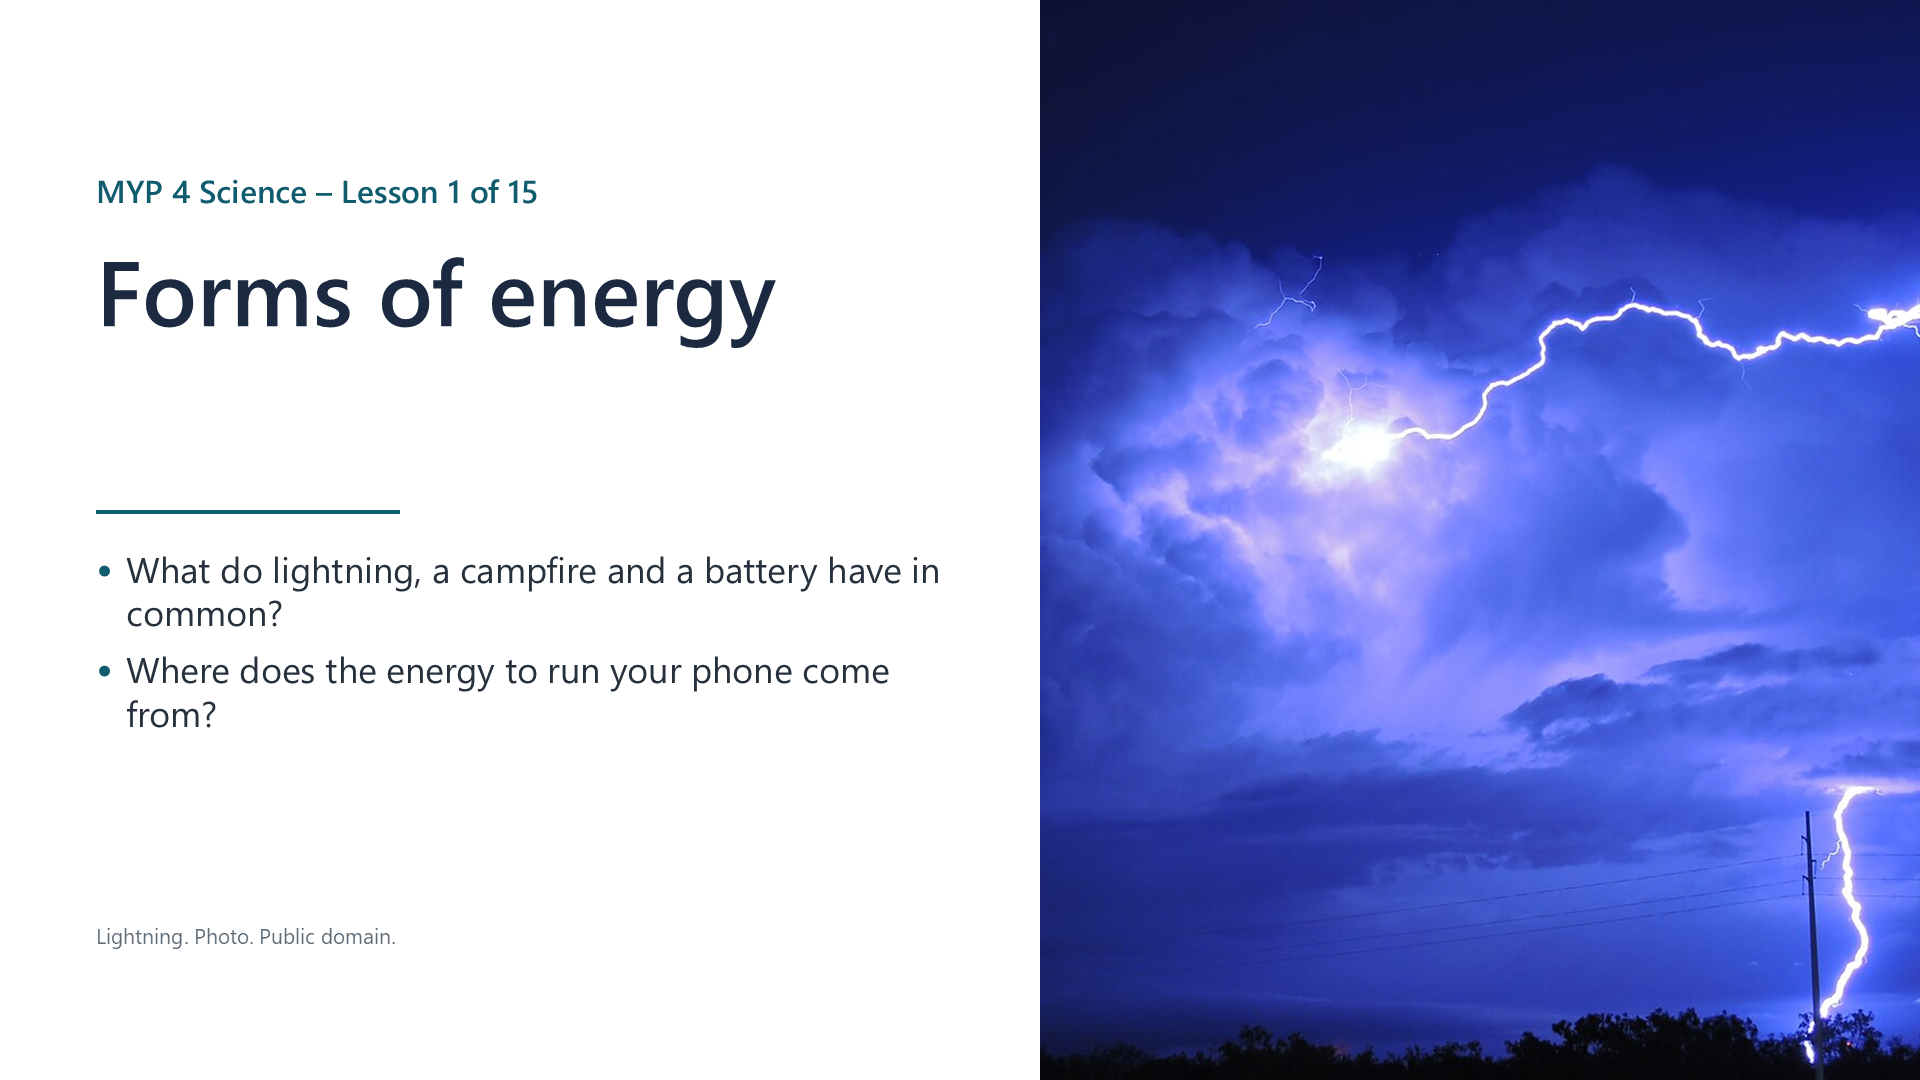 MYP 4 Science – Lesson 1 of 15
Forms of energy
• What do lightning, a campfire and a battery have in
common?
• Where does the energy to run your phone come
from?
Lightning. Photo. Public domain.